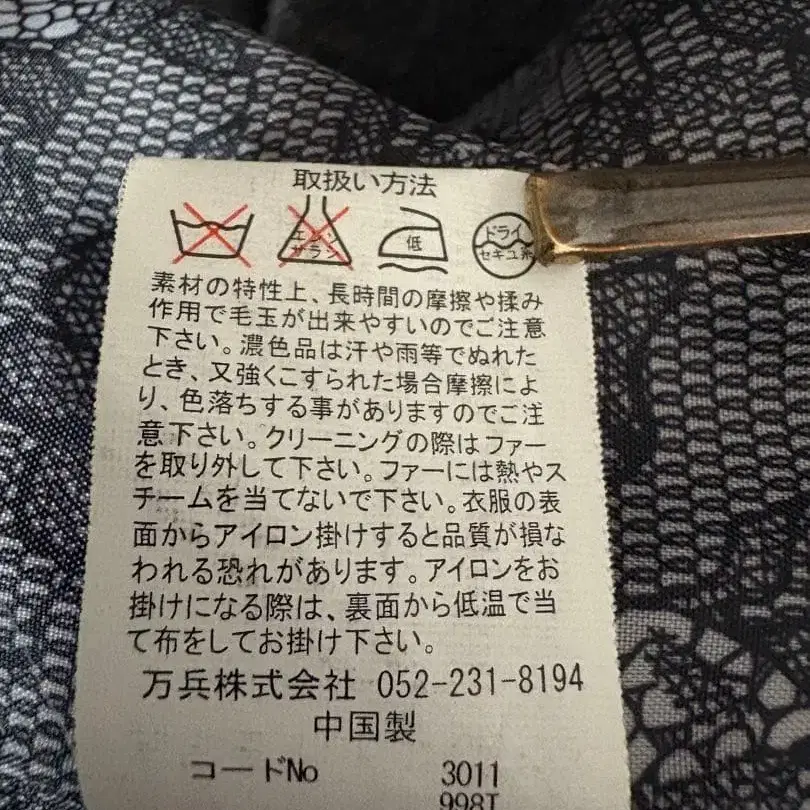 取扱い方法
エンソ
サラシ
低
ドライ
セキユ系
素材の特性上、長時間の摩擦や揉み
作用で毛玉が出来やすいのでご注意
下さい。濃色品は汗や雨等でぬれた
とき、又強くこすられた場合摩擦によ
り、色落ちする事がありますのでご注
意下さい。クリーニングの際はファー
を取り外して下さい。ファーには熱やス
チームを当てないで下さい。衣服の表
面からアイロン掛けすると品質が損な
われる恐れがあります。アイロンをお
掛けになる際は、裏面から低温で当
て布をしてお掛け下さい。
万兵株式会社 052-231-8194
中国製
コードNo 3011
998T